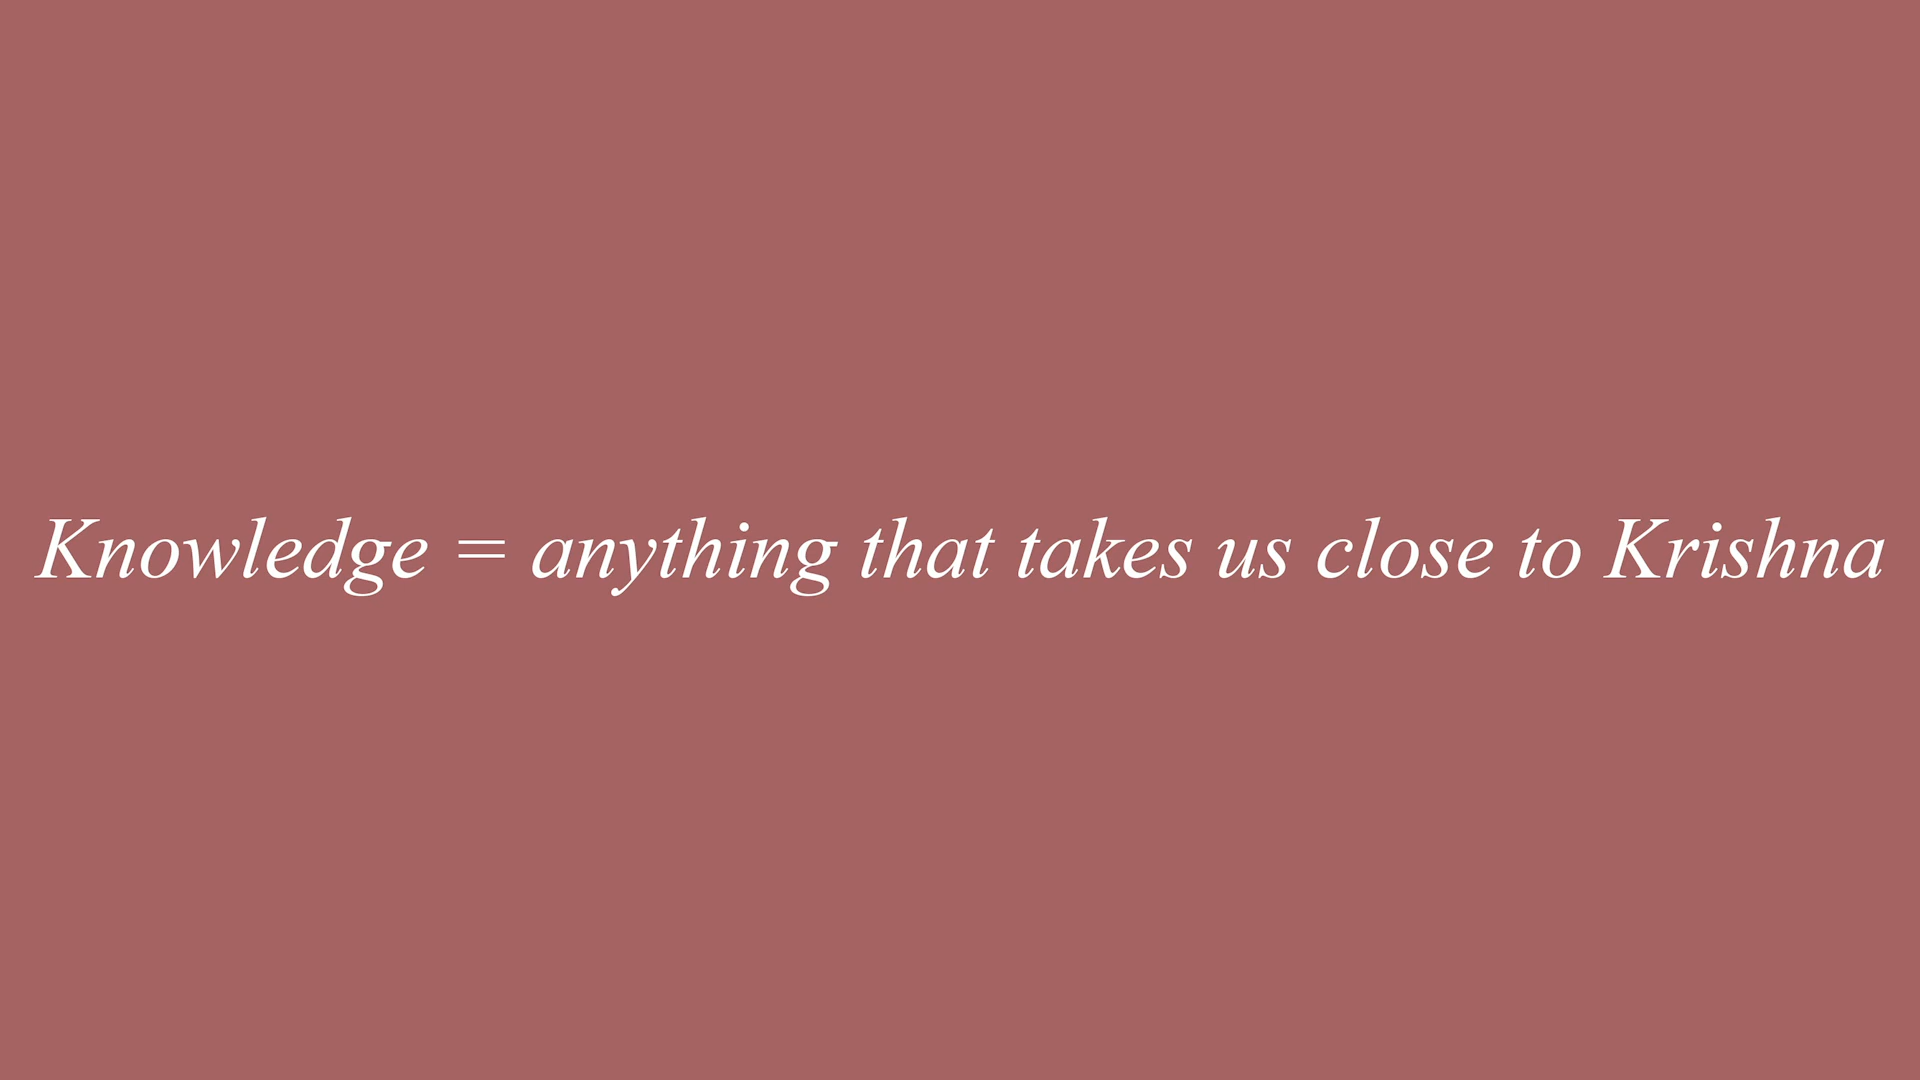 Knowledge = anything that takes us close to Krishna